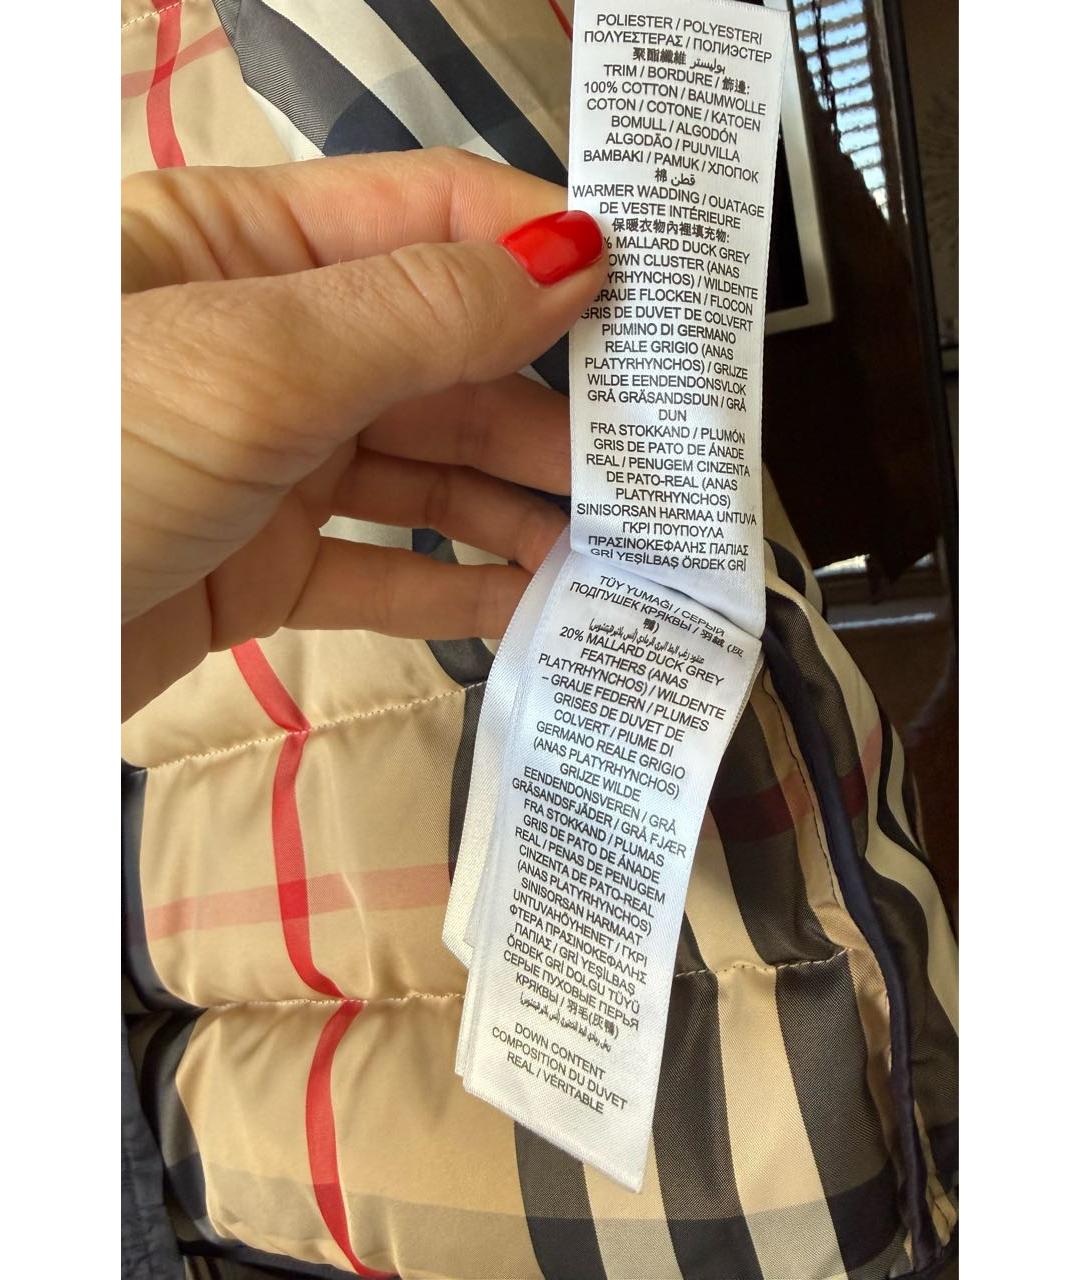 POLIESTER / POLYESTERI
ΠΟΛΥΕΣΤΕΡΑΣ / ПОЛИЭСТЕР
聚酯纖維 بوليستر
TRIM / BORDURE / 飾邊:
100% COTTON / BAUMWOLLE
COTON / COTONE / KATOEN
BOMULL / ALGODÓN
ALGODÃO / PUUVILLA
BAMBAKI / PAMUK / ХЛОПОК
棉 قطن
WARMER WADDING / OUATAGE
DE VESTE INTÉRIEURE
保暖衣物內裡填充物:
% MALLARD DUCK GREY
OWN CLUSTER (ANAS
YRHYNCHOS) / WILDENTE
GRAUE FLOCKEN / FLOCON
GRIS DE DUVET DE COLVERT
PIUMINO DI GERMANO
REALE GRIGIO (ANAS
PLATYRHYNCHOS) / GRIJZE
WILDE EENDENDONSVLOK
GRÅ GRÄSANDSDUN / GRÅ
DUN
FRA STOKKAND / PLUMÓN
GRIS DE PATO DE ÁNADE
REAL / PENUGEM CINZENTA
DE PATO-REAL (ANAS
PLATYRHYNCHOS)
SINISORSAN HARMAA UNTUVA
ΓΚΡΙ ΠΟΥΠΟΥΛΑ
ΠΡΑΣΙΝΟΚΕΦΑΛΗΣ ΠΑΠΙΑΣ
GRİ YEŞİLBAŞ ÖRDEK GRİ
TÜY YUMAĞI / СЕРЫЙ
ПОДПУШЕК КРЯКВЫ / 羽絨 (灰
鴨)
20% MALLARD DUCK GREY
FEATHERS (ANAS
PLATYRHYNCHOS) / WILDENTE
– GRAUE FEDERN / PLUMES
GRISES DE DUVET DE
COLVERT / PIUME DI
GERMANO REALE GRIGIO
(ANAS PLATYRHYNCHOS)
GRIJZE WILDE
EENDENDONSVEREN / GRÅ
GRÄSANDSFJÄDER / GRÅ FJÆR
FRA STOKKAND / PLUMAS
GRIS DE PATO DE ÁNADE
REAL / PENAS DE PENUGEM
CINZENTA DE PATO-REAL
(ANAS PLATYRHYNCHOS)
SINISORSAN HARMAAT
UNTUVAHÖYHENET / ΓΚΡΙ
ΦΤΕΡΑ ΠΡΑΣΙΝΟΚΕΦΑΛΗΣ
ΠΑΠΙΑΣ / GRİ YEŞİLBAŞ
ÖRDEK GRİ DOLGU TÜYÜ
СЕРЫЕ ПУХОВЫЕ ПЕРЬЯ
КРЯКВЫ / 羽毛(灰鴨)
DOWN CONTENT
COMPOSITION DU DUVET
REAL / VÉRITABLE